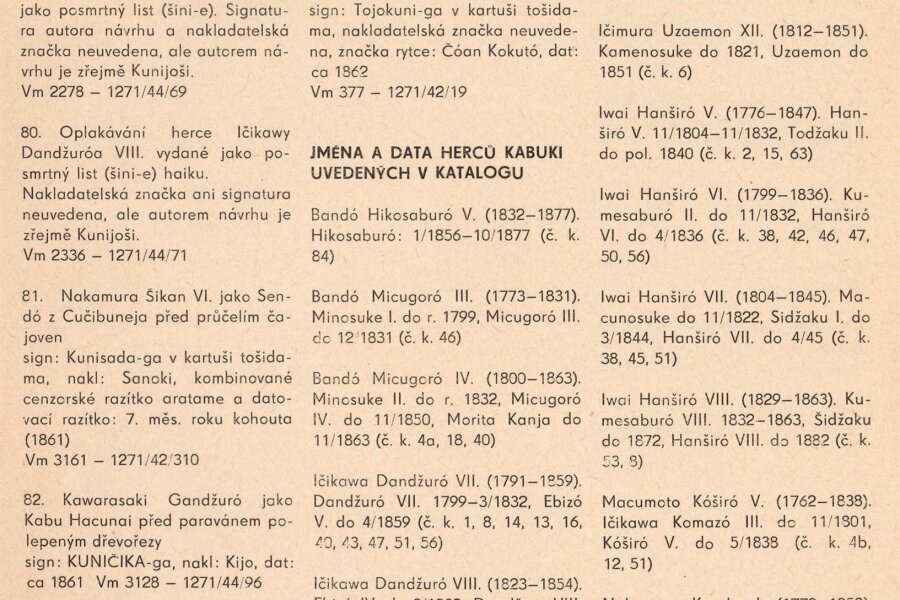 jako posmrtný list (šini-e). Signatu-
ra autora návrhu a nakladatelská
značka neuvedena, ale autorem ná-
vrhu je zřejmě Kunijoši.
Vm 2278 – 1271/44/69
80. Oplakávání herce Ičikawy
Dandžuróa VIII. vydané jako po-
smrtný list (šini-e) haiku.
Nakladatelská značka ani signatura
neuvedena, ale autorem návrhu je
zřejmě Kunijoši.
Vm 2336 – 1271/44/71
81. Nakamura Šikan VI. jako Sen-
dó z Cučibuneja před průčelím ča-
joven
sign: Kunisada-ga v kartuši tošida-
ma, nakl: Sanoki, kombinované
cenzorské razítko aratame a dato-
vací razítko: 7. měs. roku kohouta
(1861)
Vm 3161 – 1271/42/310
82. Kawarasaki Gandžuró jako
Kabu Hacunai před paravánem po-
lepeným dřevořezy
sign: KUNIČIKA-ga, nakl: Kijo, dat:
ca 1861 Vm 3128 – 1271/44/96
sign: Tojokuni-ga v kartuši tošida-
ma, nakladatelská značka neuvede-
na, značka rytce: Čóan Kokutó, dat:
ca 1862
Vm 377 – 1271/42/19
JMÉNA A DATA HERCŮ KABUKI
UVEDENÝCH V KATALOGU
Bandó Hikosaburó V. (1832–1877).
Hikosaburó: 1/1856–10/1877 (č. k.
84)
Bandó Micugoró III. (1773–1831).
Minosuke I. do r. 1799, Micugoró III.
do 12/1831 (č. k. 46)
Bandó Micugoró IV. (1800–1863).
Minosuke II. do r. 1832, Micugoró
IV. do 11/1850, Morita Kanja do
11/1863 (č. k. 4a, 18, 40)
Ičikawa Dandžuró VII. (1791–1859).
Dandžuró VII. 1799–3/1832, Ebizó
V. do 4/1859 (č. k. 1, 8, 14, 13, 16,
40, 43, 47, 51, 56)
Ičikawa Dandžuró VIII. (1823–1854).
Ičimura Uzaemon XII. (1812–1851).
Kamenosuke do 1821, Uzaemon do
1851 (č. k. 6)
Iwai Hanširó V. (1776–1847). Han-
široó V. 11/1804–11/1832, Todžaku II.
do pol. 1840 (č. k. 2, 15, 63)
Iwai Hanširó VI. (1799–1836). Ku-
mesaburó II. do 11/1832, Hanširó
VI. do 4/1836 (č. k. 38, 42, 46, 47,
50, 56)
Iwai Hanširó VII. (1804–1845). Ma-
cunosuke do 11/1822, Sidžaku I. do
3/1844, Hanširó VII. do 4/45 (č. k.
38, 45, 51)
Iwai Hanširó VIII. (1829–1863). Ku-
mesaburó VIII. 1832–1863, Šidžaku
do 1872, Hanširó VIII. do 1882 (č. k.
53, 8)
Macumoto Kóširó V. (1762–1838).
Ičikawa Komazó III. do 11/1801,
Kóširó V. do 5/1838 (č. k. 4b,
12, 51)